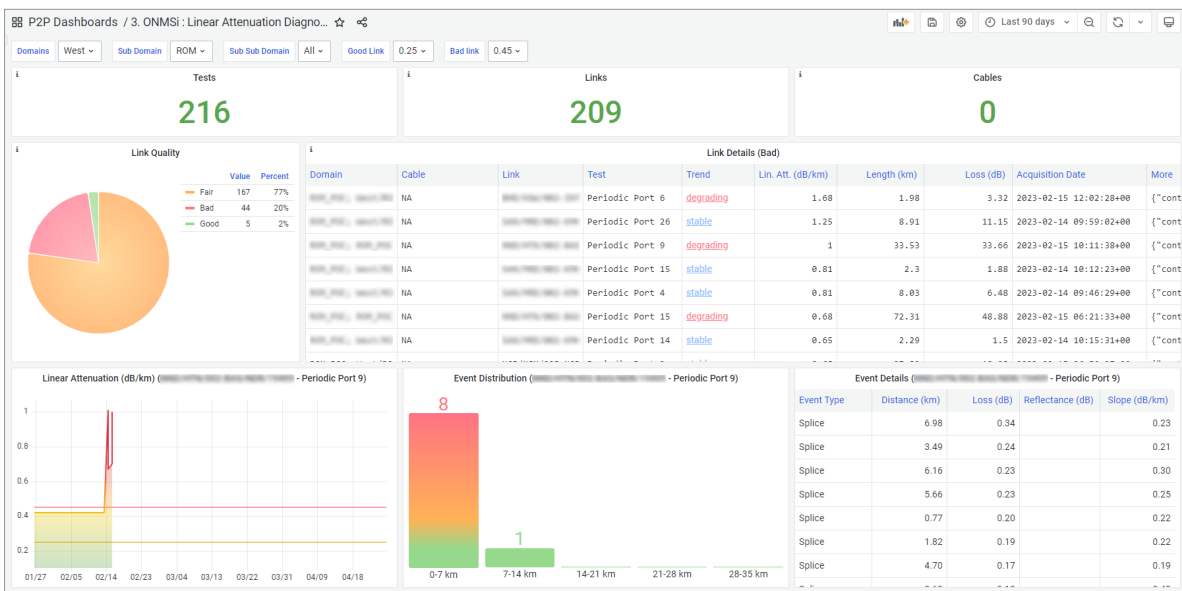 P2P Dashboards / 3. ONMSi : Linear Attenuation Diagno...
Last 90 days
Domains West Sub Domain ROM Sub Sub Domain All Good Link 0.25 Bad link 0.45
Tests
216
Links
209
Cables
0
Link Quality
Value Percent
Fair 167 77%
Bad 44 20%
Good 5 2%
Link Details (Bad)
Domain Cable Link Test Trend Lin. Att. (dB/km) Length (km) Loss (dB) Acquisition Date More
NA Periodic Port 6 degrading 1.68 1.98 3.32 2023-02-15 12:02:28+00 {"cont
NA Periodic Port 26 stable 1.25 8.91 11.15 2023-02-14 09:59:02+00 {"cont
NA Periodic Port 9 degrading 1 33.53 33.66 2023-02-15 10:11:38+00 {"cont
NA Periodic Port 15 stable 0.81 2.3 1.88 2023-02-14 10:12:23+00 {"cont
NA Periodic Port 4 stable 0.81 8.03 6.48 2023-02-14 09:46:29+00 {"cont
NA Periodic Port 15 degrading 0.68 72.31 48.88 2023-02-15 06:21:33+00 {"cont
NA Periodic Port 14 stable 0.65 2.29 1.5 2023-02-14 10:15:31+00 {"cont
Linear Attenuation (dB/km) ( - Periodic Port 9)
1
0.8
0.6
0.4
0.2
01/27 02/05 02/14 02/23 03/04 03/13 03/22 03/31 04/09 04/18
Event Distribution ( - Periodic Port 9)
8
1
0-7 km 7-14 km 14-21 km 21-28 km 28-35 km
Event Details ( - Periodic Port 9)
Event Type Distance (km) Loss (dB) Reflectance (dB) Slope (dB/km)
Splice 6.98 0.34 0.23
Splice 3.49 0.24 0.21
Splice 6.16 0.23 0.30
Splice 5.66 0.23 0.25
Splice 0.77 0.20 0.22
Splice 1.82 0.19 0.22
Splice 4.70 0.17 0.19